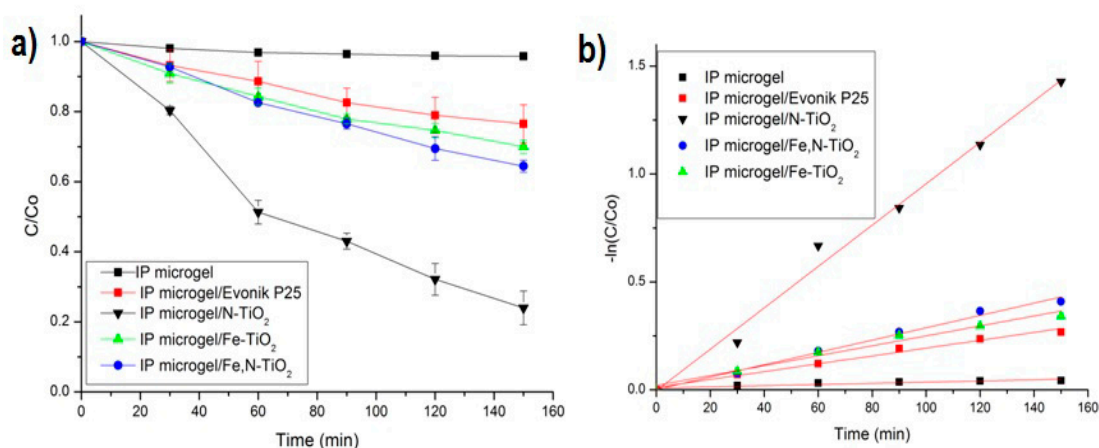 a)
C/Co
1.0
0.8
0.6
0.4
0.2
0.0
IP microgel
IP microgel/Evonik P25
IP microgel/N-TiO₂
IP microgel/Fe-TiO₂
IP microgel/Fe,N-TiO₂
0 20 40 60 80 100 120 140 160
Time (min)
b)
-ln(C/Co)
1.5
1.0
0.5
0.0
IP microgel
IP microgel/Evonik P25
IP microgel/N-TiO₂
IP microgel/Fe,N-TiO₂
IP microgel/Fe-TiO₂
0 20 40 60 80 100 120 140 160
Time (min)